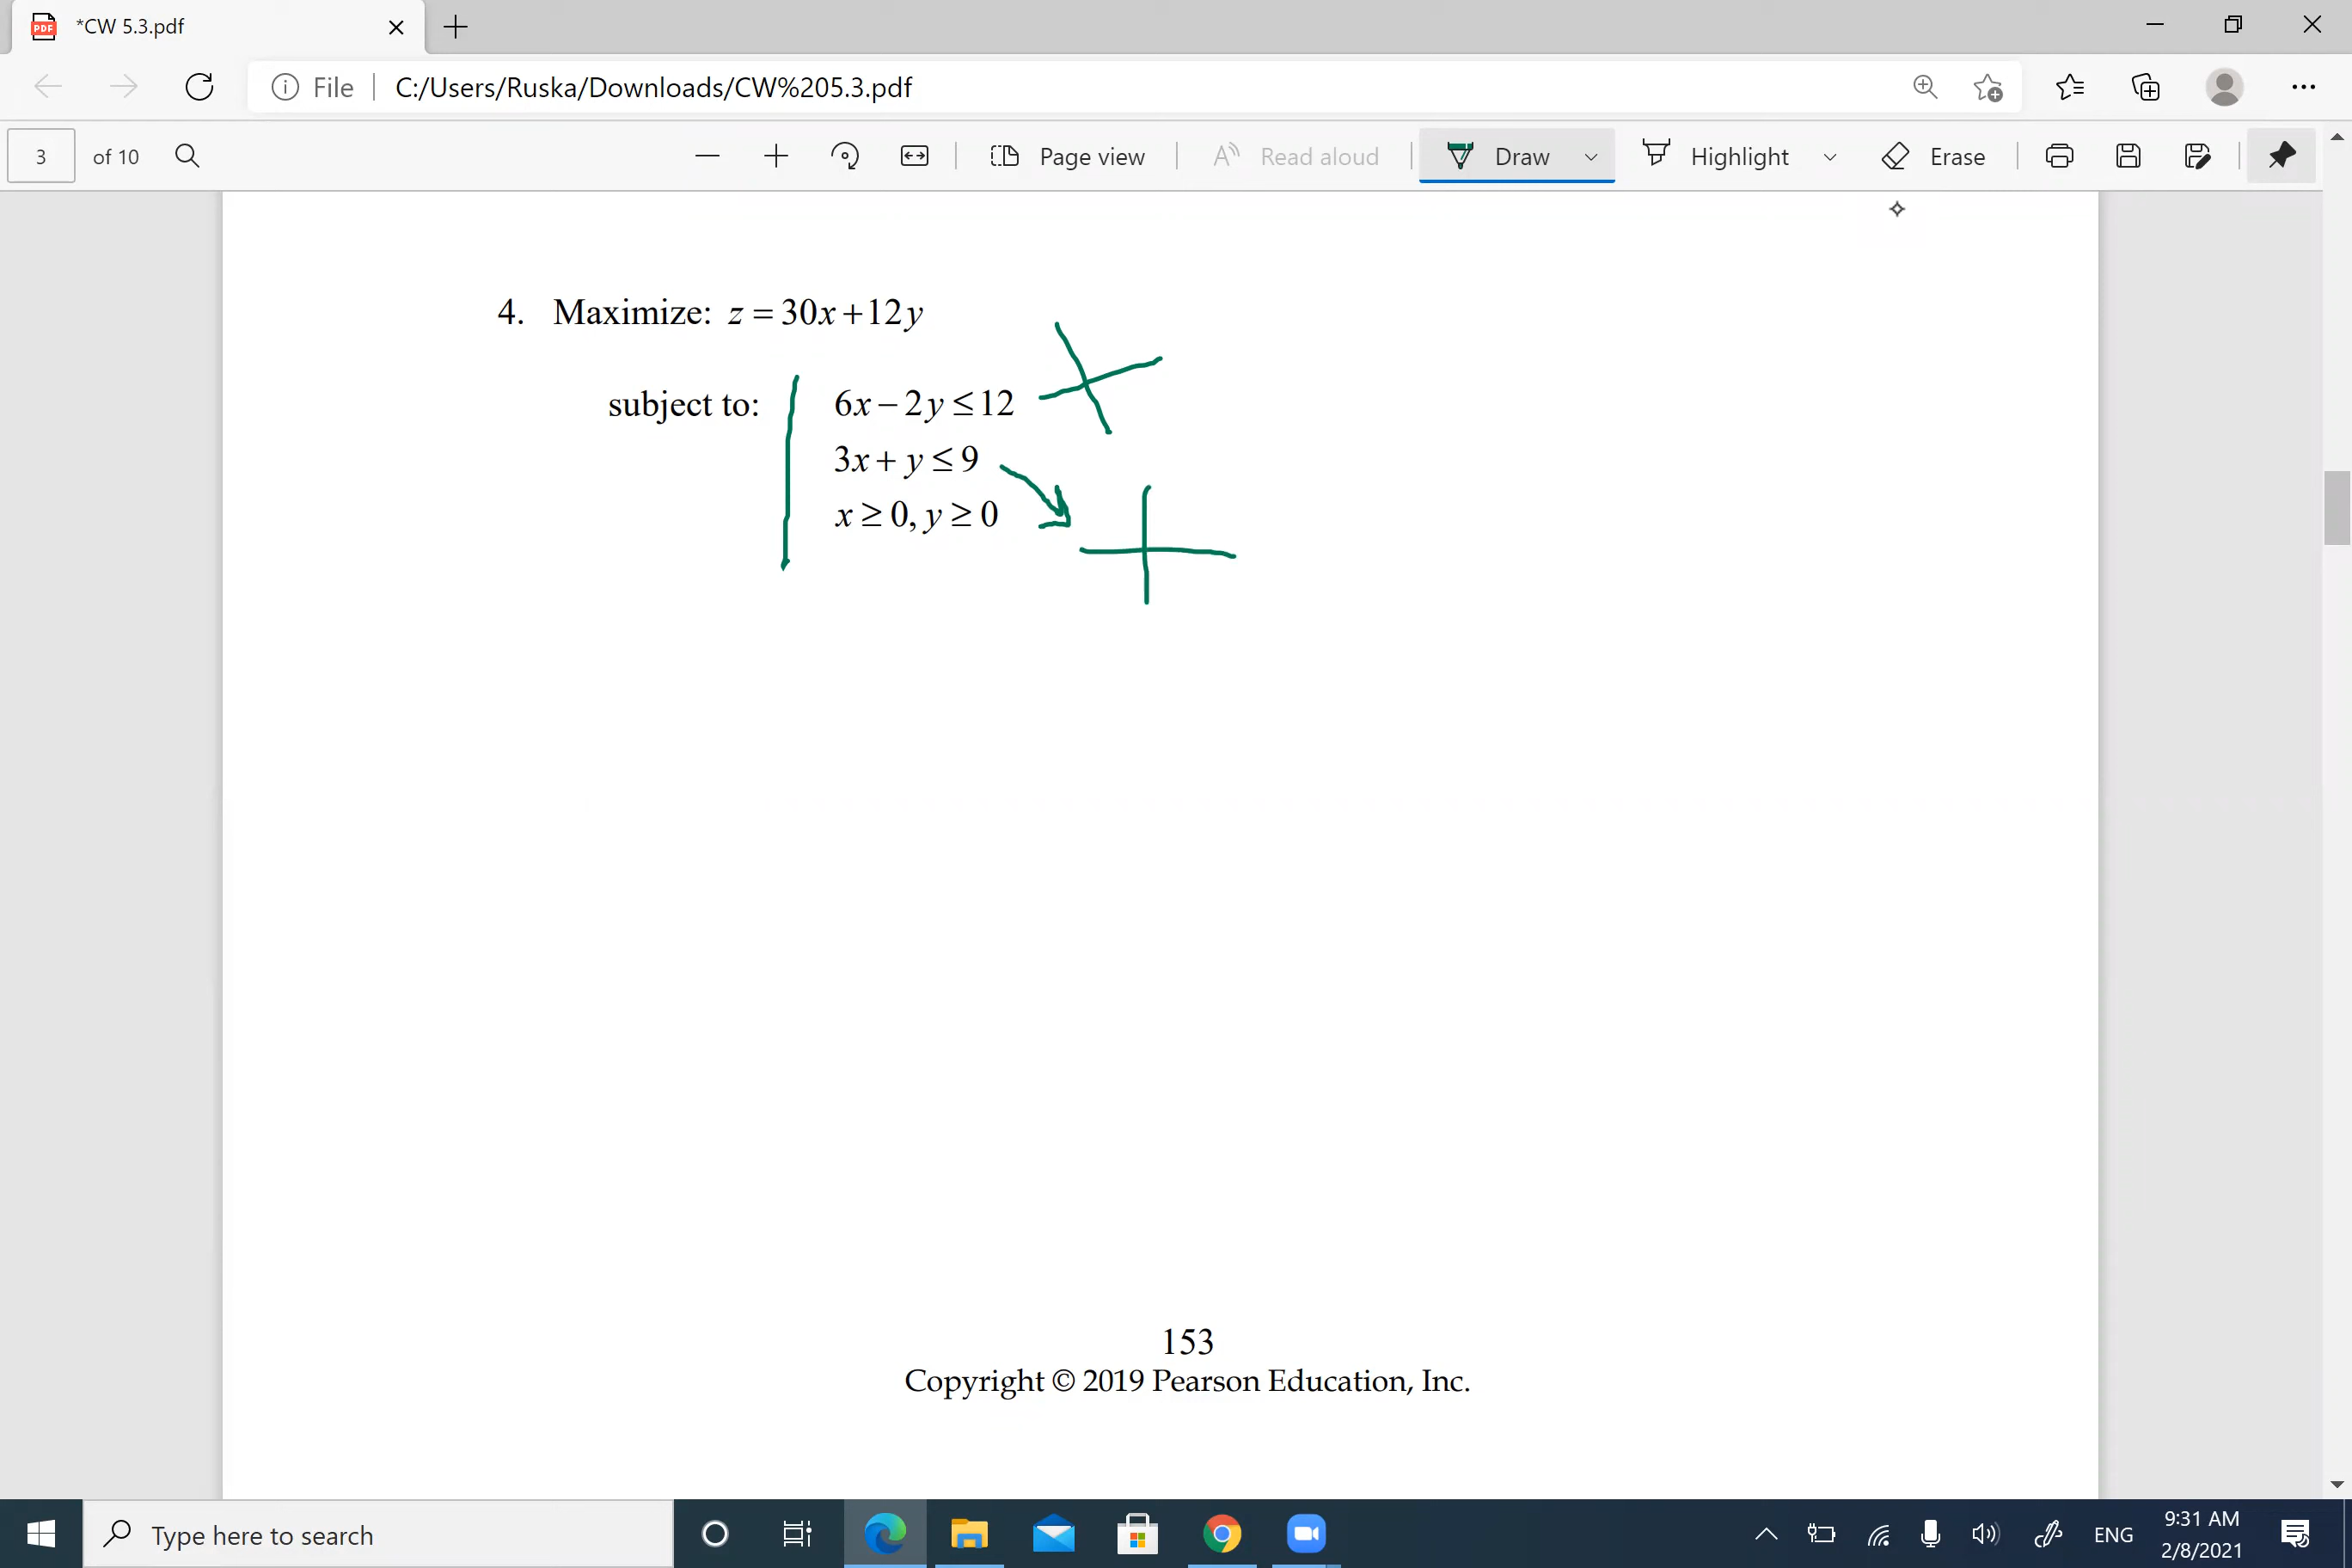 *CW 5.3.pdf
File | C:/Users/Ruska/Downloads/CW%205.3.pdf
3 of 10 Page view Read aloud Draw Highlight Erase
4. Maximize: z = 30x + 12y
subject to: 6x − 2y ≤ 12
3x + y ≤ 9
x ≥ 0, y ≥ 0
153
Copyright © 2019 Pearson Education, Inc.
Type here to search
ENG
9:31 AM
2/8/2021